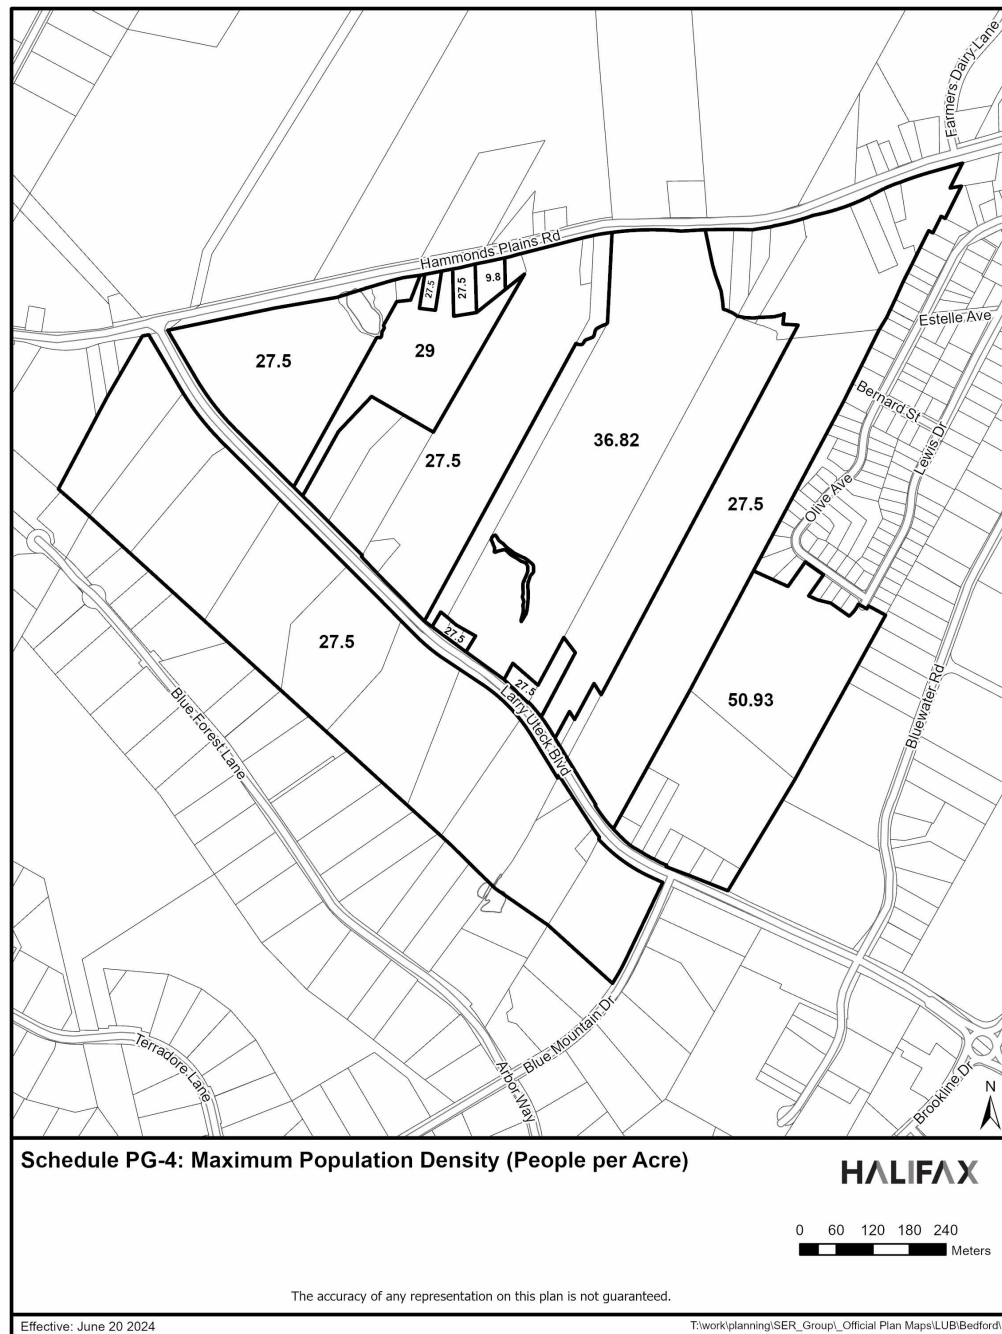 Farmers Dairy Lane
Hammonds Plains Rd
Estelle Ave
27.5
27.5
9.8
27.5
29
Bernard St
Lewis Dr
36.82
27.5
27.5
Olive Ave
27.5
27.5
27.5
Larry Uteck Blvd
50.93
Bluewater Rd
Blue Forest Lane
Terradore Lane
Arbor Way
Blue Mountain Dr
Brookline Dr
N
Schedule PG-4: Maximum Population Density (People per Acre)
HALIFAX
0 60 120 180 240
Meters
The accuracy of any representation on this plan is not guaranteed.
Effective: June 20 2024
T:\work\planning\SER_Group\_Official Plan Maps\LUB\Bedford\